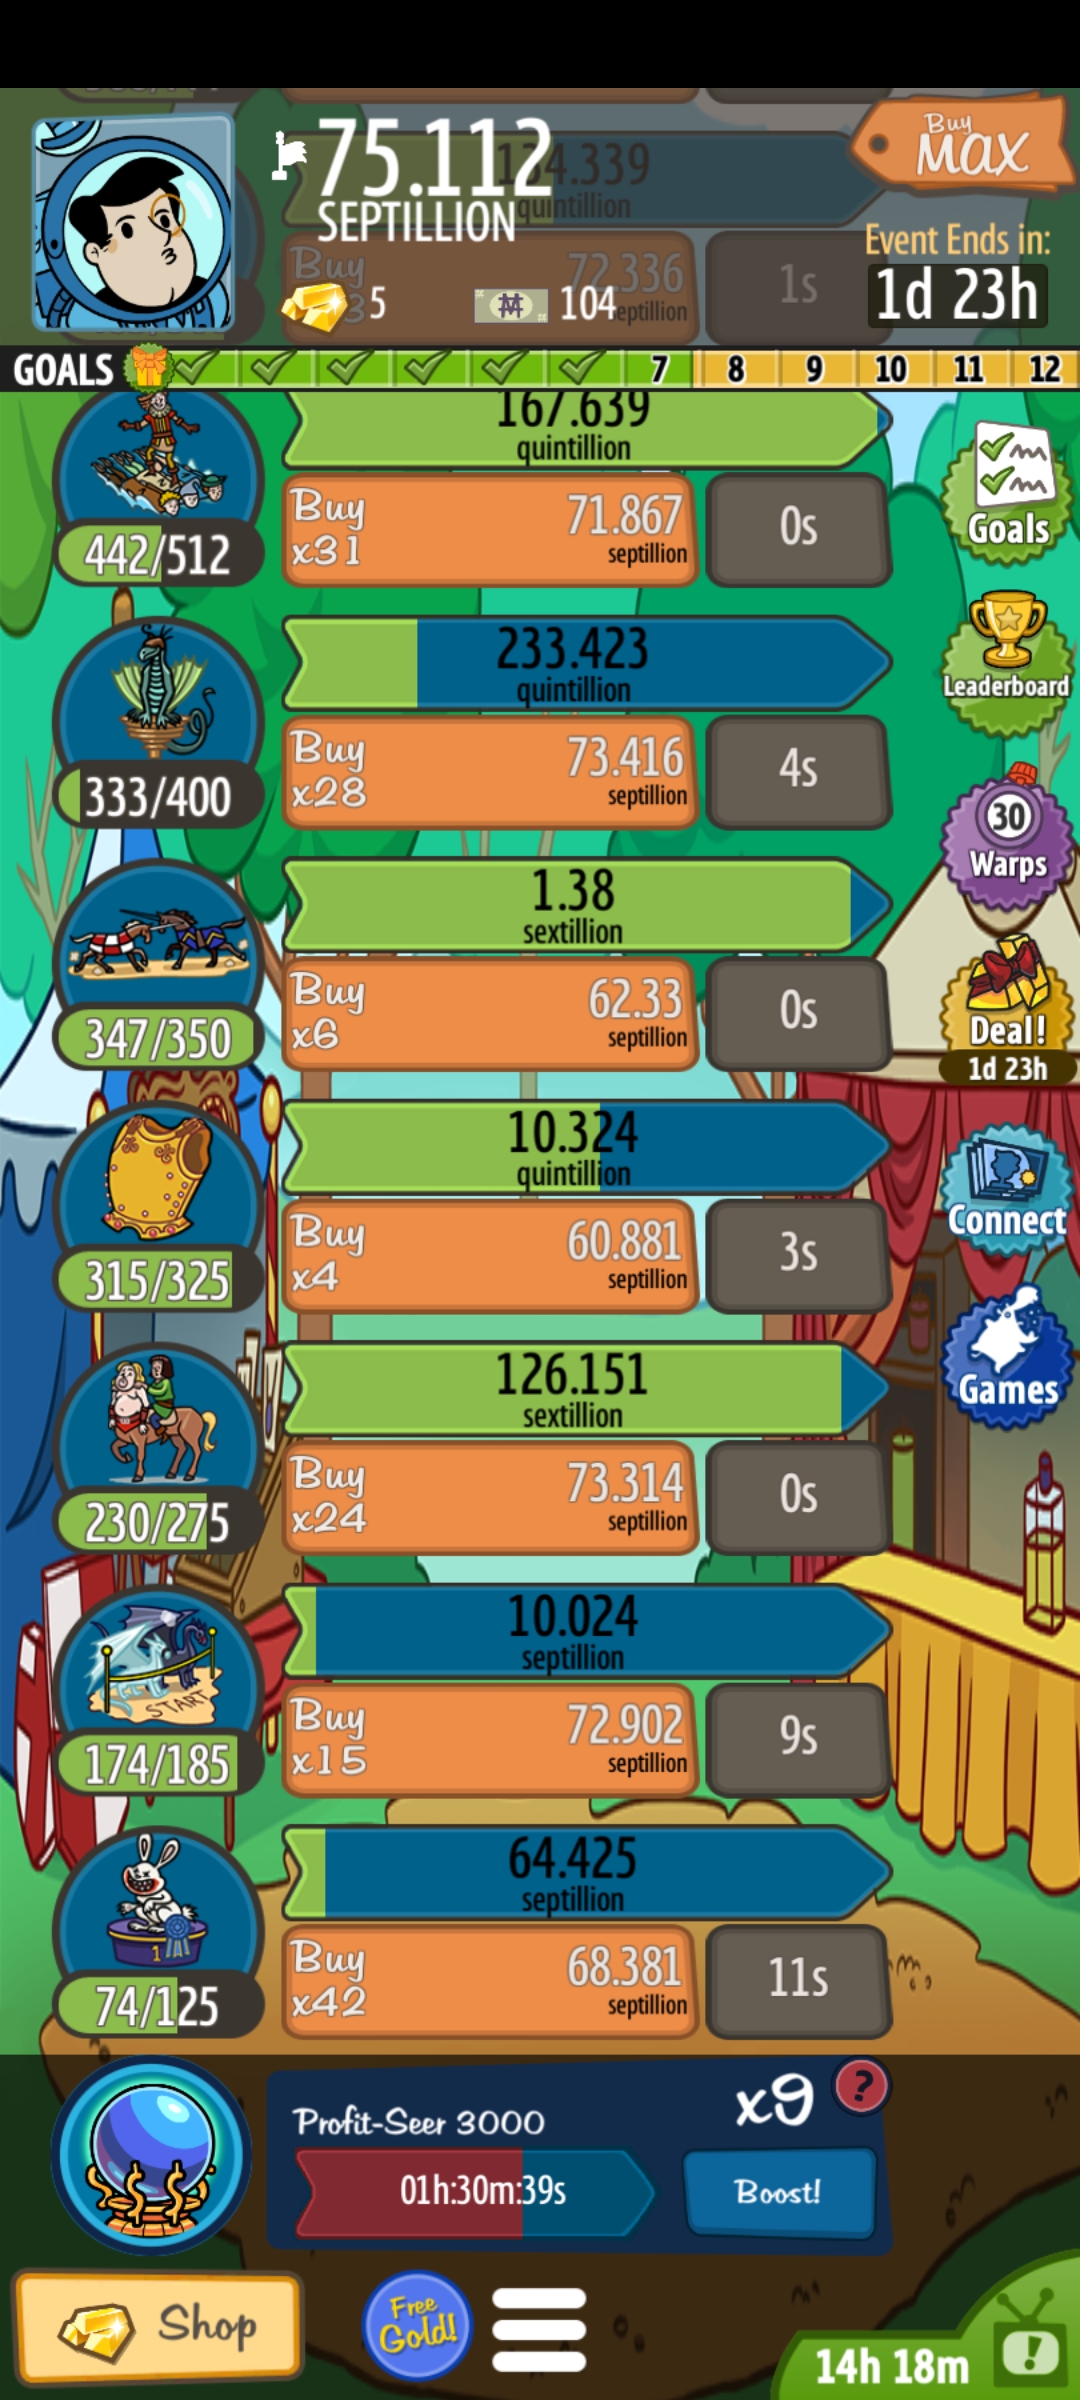 75.112
SEPTILLION
5
104
Buy
MAX
Event Ends in:
1d 23h
quintillion
Buy
72.336
septillion
1s
GOALS
7
8
9
10
11
12
167.639
quintillion
442/512
Buy
x31
71.867
septillion
0s
Goals
Leaderboard
233.423
quintillion
333/400
Buy
x28
73.416
septillion
4s
30
Warps
1.38
sextillion
347/350
Buy
x6
62.33
septillion
0s
Deal!
1d 23h
10.324
quintillion
315/325
Buy
x4
60.881
septillion
3s
Connect
126.151
sextillion
230/275
Buy
x24
73.314
septillion
0s
Games
10.024
septillion
START
174/185
Buy
x15
72.902
septillion
9s
64.425
septillion
1
74/125
Buy
x42
68.381
septillion
11s
Profit-Seer 3000
x9
?
01h:30m:39s
Boost!
Shop
Free
Gold!
14h 18m
!